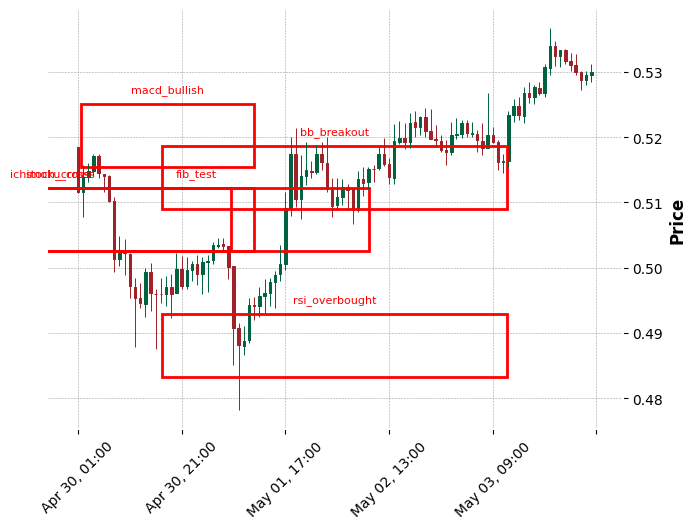 0.53
macd_bullish
0.52
bb_breakout
fib_test
0.51
Price
0.50
rsi_overbought
0.49
0.48
Apr 30, 01:00
Apr 30, 21:00
May 01, 17:00
May 02, 13:00
May 03, 09:00